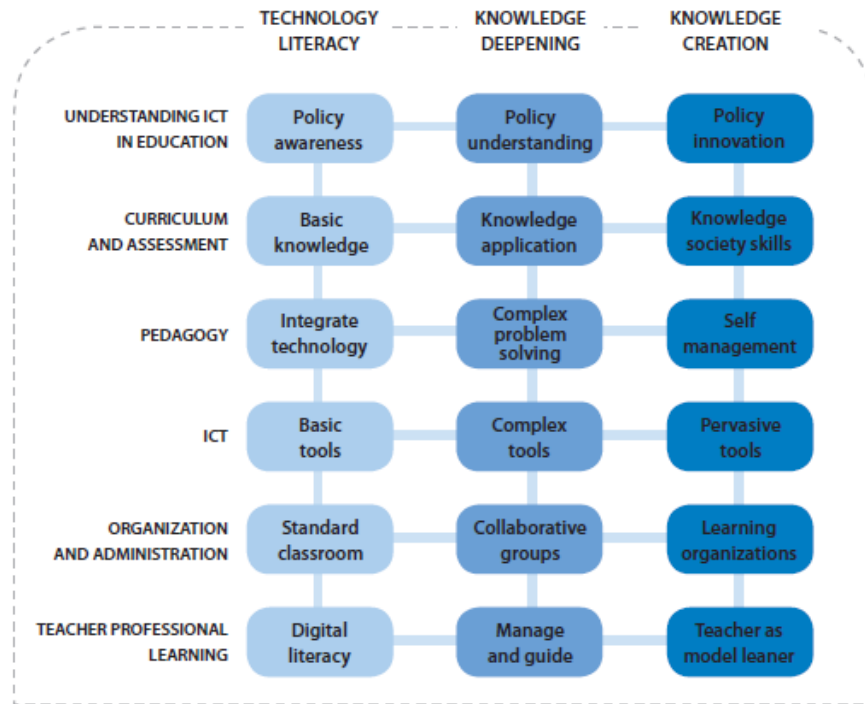 TECHNOLOGY
LITERACY
KNOWLEDGE
DEEPENING
KNOWLEDGE
CREATION
UNDERSTANDING ICT
IN EDUCATION
Policy
awareness
Policy
understanding
Policy
innovation
CURRICULUM
AND ASSESSMENT
Basic
knowledge
Knowledge
application
Knowledge
society skills
PEDAGOGY
Integrate
technology
Complex
problem
solving
Self
management
ICT
Basic
tools
Complex
tools
Pervasive
tools
ORGANIZATION
AND ADMINISTRATION
Standard
classroom
Collaborative
groups
Learning
organizations
TEACHER PROFESSIONAL
LEARNING
Digital
literacy
Manage
and guide
Teacher as
model leaner